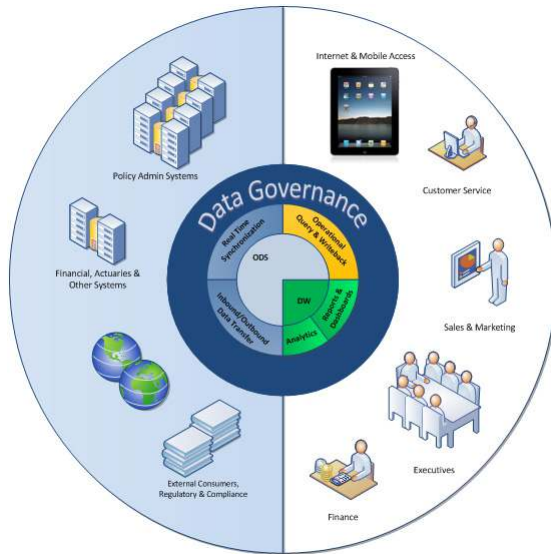 Internet & Mobile Access
Policy Admin Systems
Customer Service
Data Governance
Real Time
Synchronization
Operational
Query & Writeback
Financial, Actuaries &
Other Systems
ODS
DW
Sales & Marketing
Inbound/Outbound
Data Transfer
Analytics
Reports &
Dashboards
External Consumers,
Regulatory & Compliance
Executives
Finance